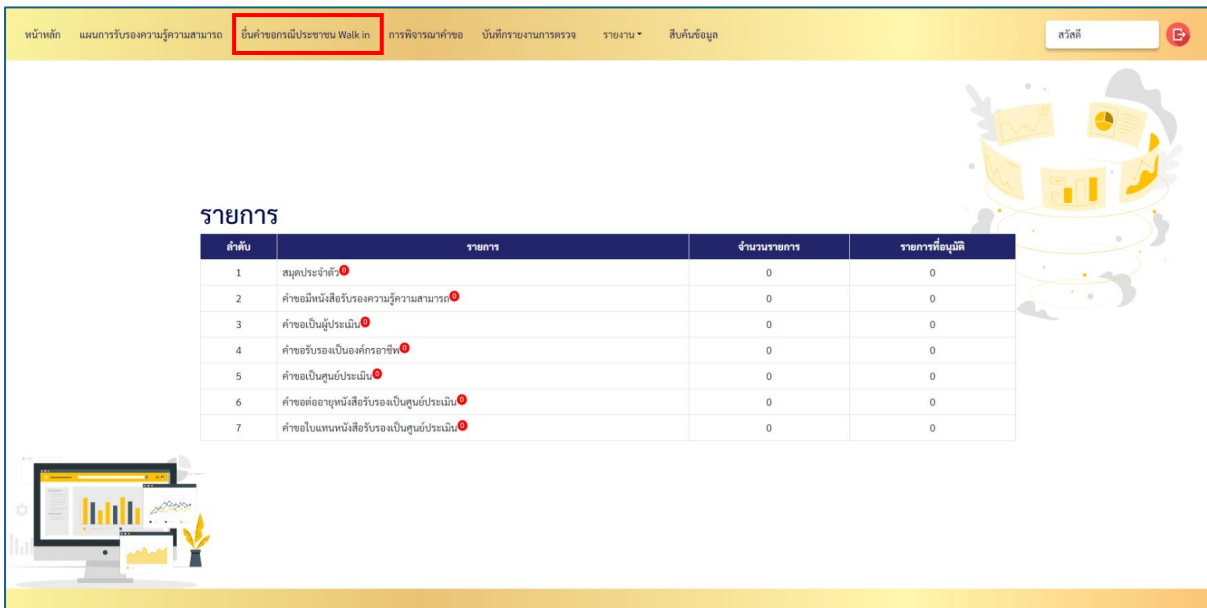 หน้าหลัก แผนการรับรองความรู้ความสามารถ ยื่นคำขอกรณีประชาชน Walk in การพิจารณาคำขอ บันทึกรายงานการตรวจ รายงาน สืบค้นข้อมูล สวัสดี
รายการ
ลำดับ รายการ จำนวนรายการ รายการที่อนุมัติ
1 สมุดประจำตัว 0 0 0
2 คำขอมีหนังสือรับรองความรู้ความสามารถ 0 0 0
3 คำขอเป็นผู้ประเมิน 0 0 0
4 คำขอรับรองเป็นองค์กรอาชีพ 0 0 0
5 คำขอเป็นศูนย์ประเมิน 0 0 0
6 คำขอต่ออายุหนังสือรับรองเป็นศูนย์ประเมิน 0 0 0
7 คำขอใบแทนหนังสือรับรองเป็นศูนย์ประเมิน 0 0 0